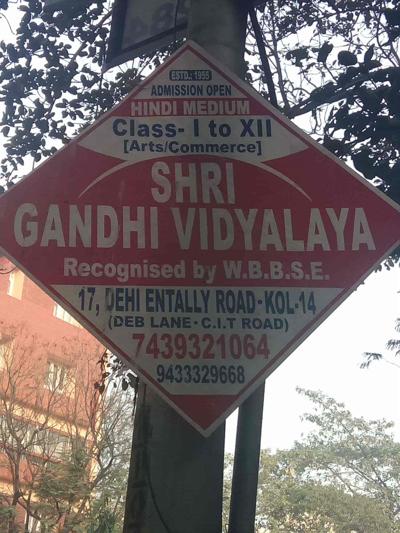 ESTD.: 1955
ADMISSION OPEN
HINDI MEDIUM
Class- I to XII
[Arts/Commerce]
SHRI
GANDHI VIDYALAYA
Recognised by W.B.B.S.E.
17, DEHI ENTALLY ROAD·KOL-14
(DEB LANE·C.I.T ROAD)
7439321064
9433329668